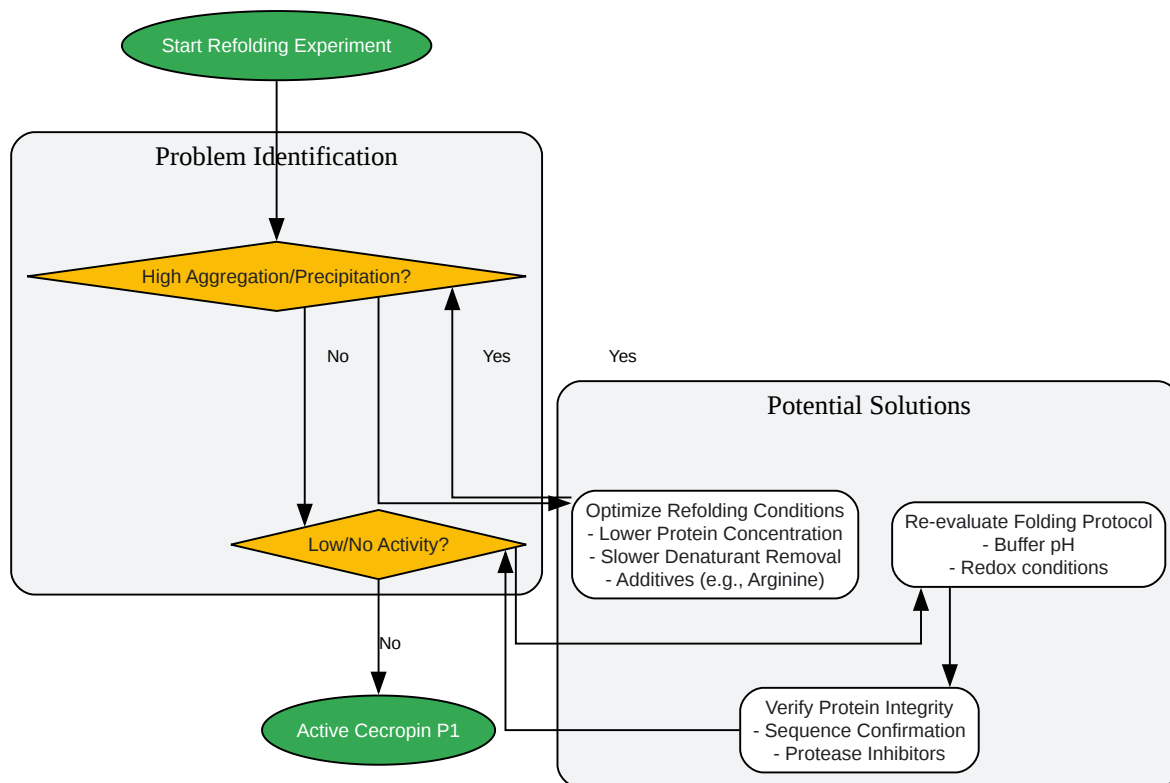 Start Refolding Experiment
Problem Identification
High Aggregation/Precipitation?
No
Yes
Yes
Potential Solutions
Optimize Refolding Conditions
- Lower Protein Concentration
- Slower Denaturant Removal
- Additives (e.g., Arginine)
Re-evaluate Folding Protocol
- Buffer pH
- Redox conditions
Low/No Activity?
No
Verify Protein Integrity
- Sequence Confirmation
- Protease Inhibitors
Active Cecropin P1